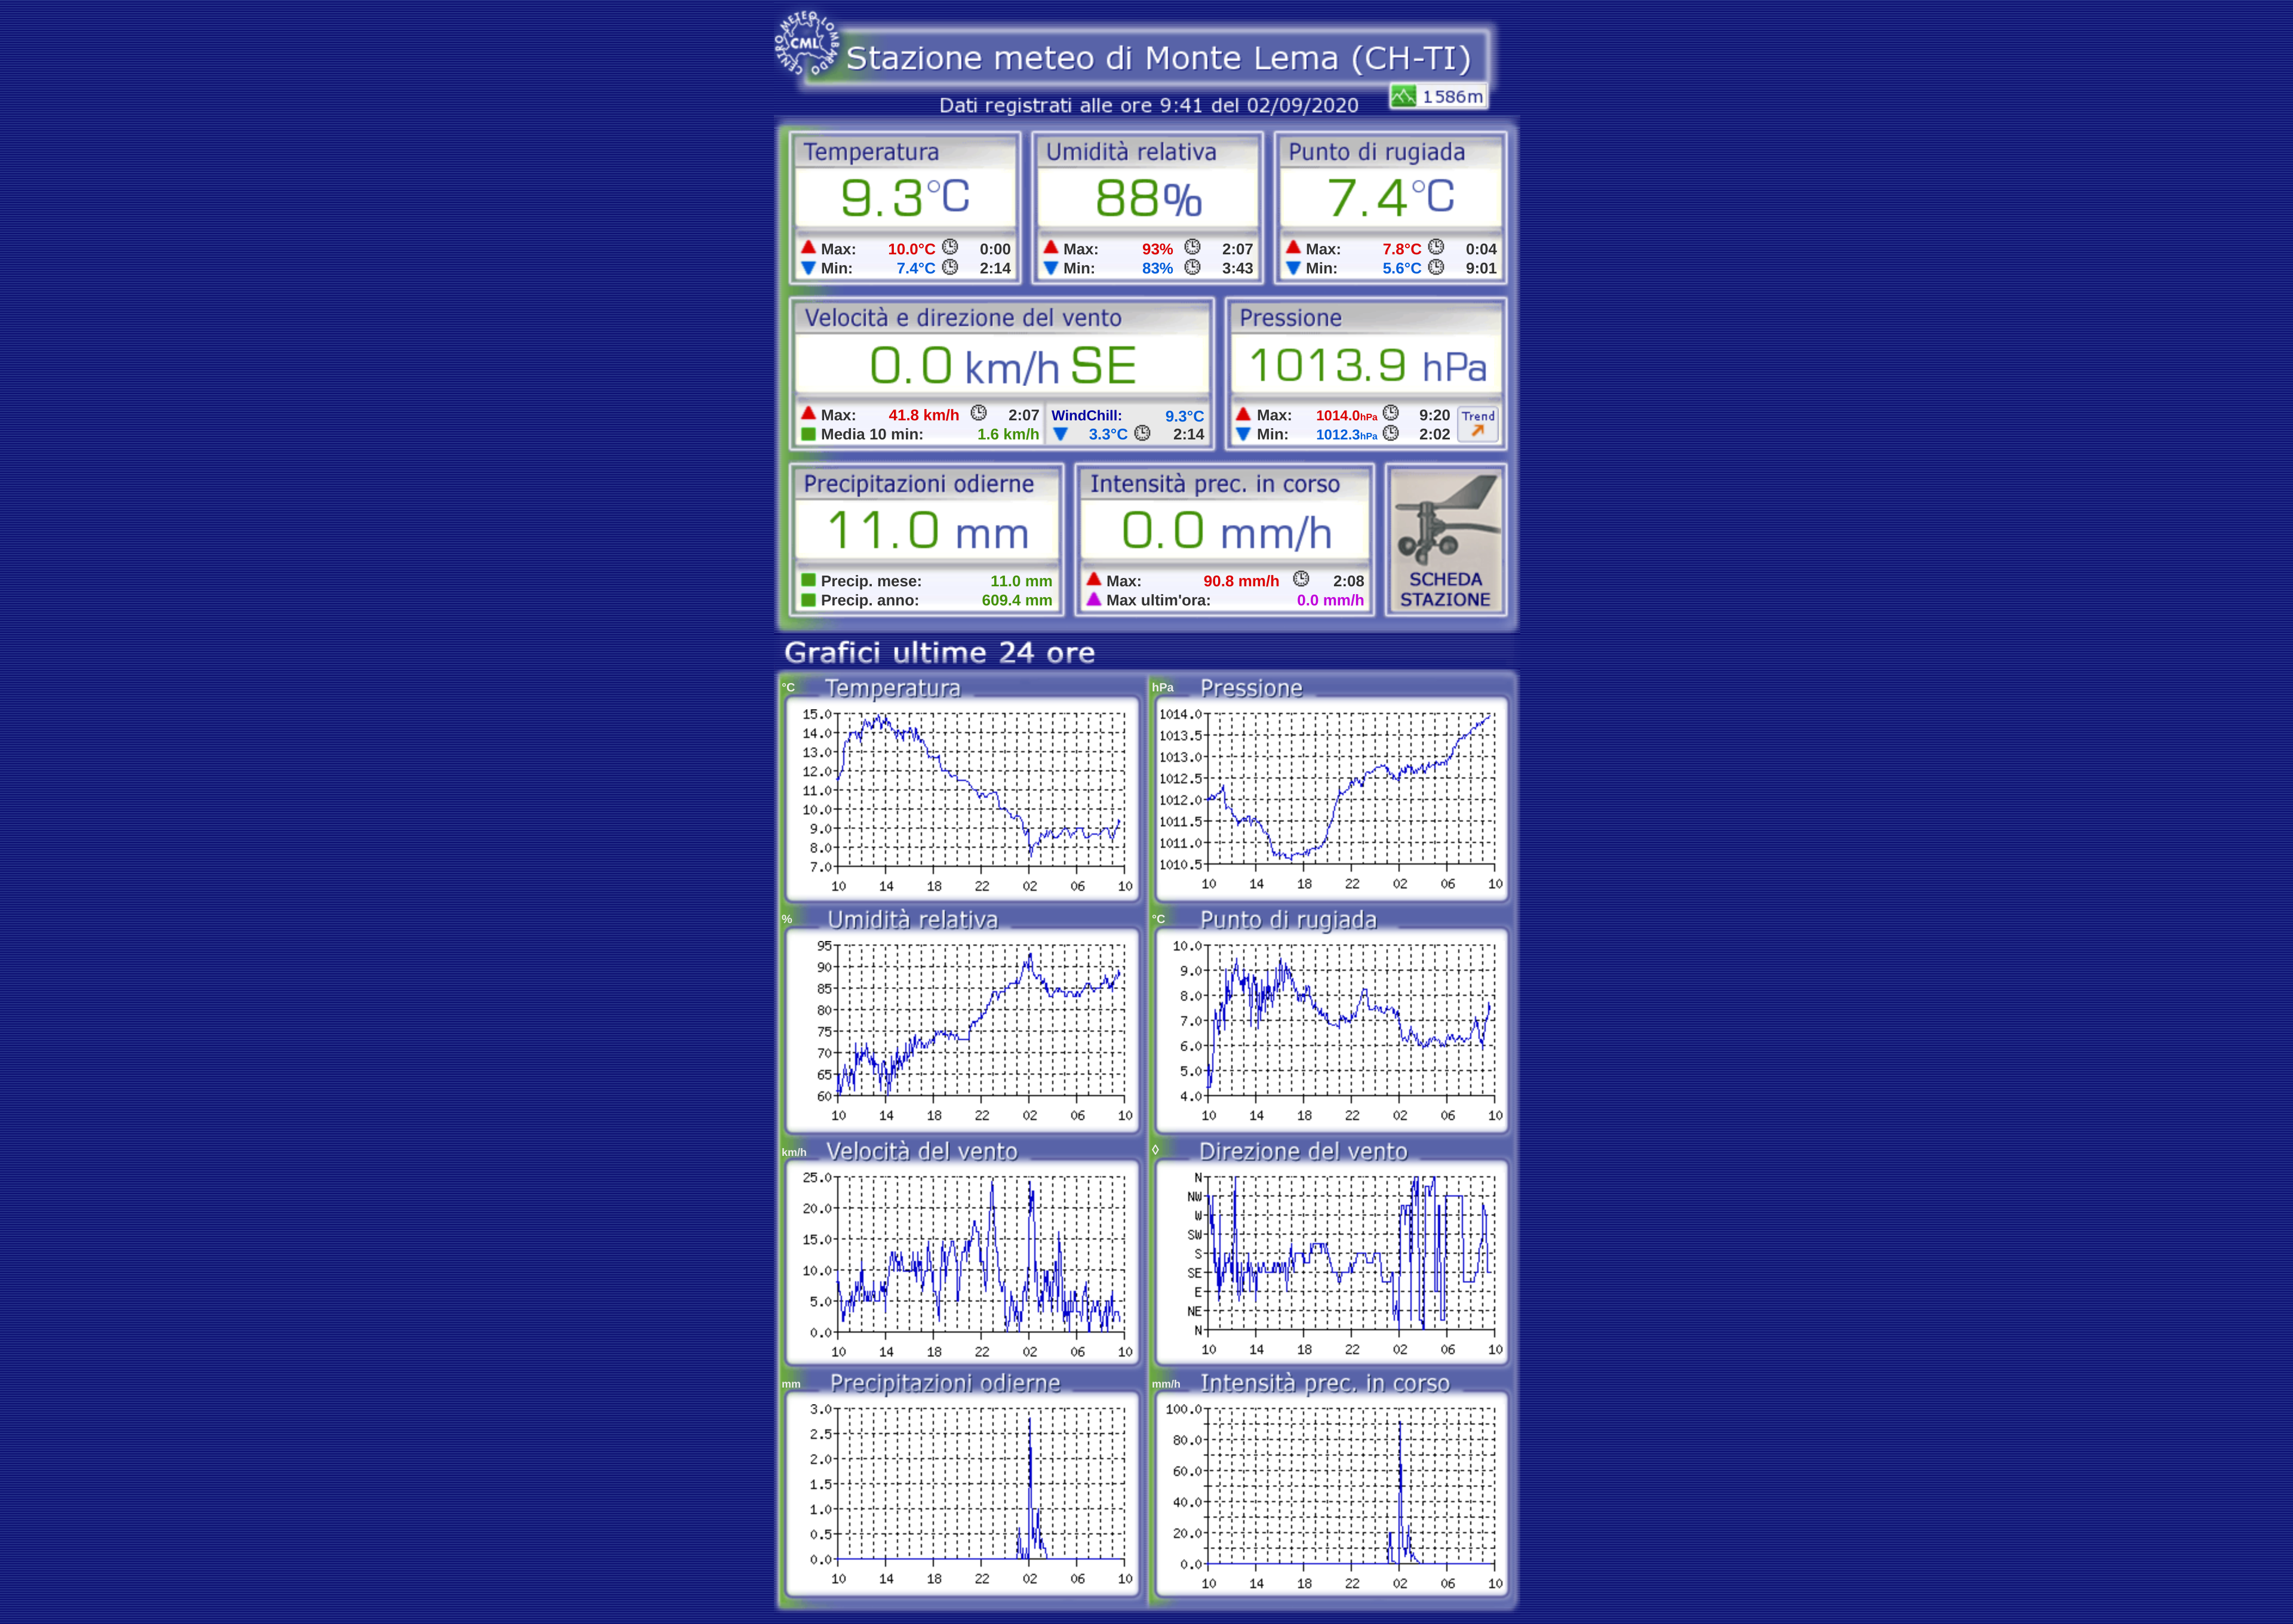 CENTRO METEO LOMBARDO
CML
Stazione meteo di Monte Lema (CH-TI)
Dati registrati alle ore 9:41 del 02/09/2020
1586m
Temperatura
9.3°C
Max: 10.0°C 0:00
Min: 7.4°C 2:14
Umidità relativa
88%
Max: 93% 2:07
Min: 83% 3:43
Punto di rugiada
7.4°C
Max: 7.8°C 0:04
Min: 5.6°C 9:01
Velocità e direzione del vento
0.0 km/h SE
Max: 41.8 km/h 2:07
Media 10 min: 1.6 km/h
WindChill: 9.3°C
3.3°C 2:14
Pressione
1013.9 hPa
Max: 1014.0hPa 9:20
Min: 1012.3hPa 2:02
Trend
Precipitazioni odierne
11.0 mm
Precip. mese: 11.0 mm
Precip. anno: 609.4 mm
Intensità prec. in corso
0.0 mm/h
Max: 90.8 mm/h 2:08
Max ultim'ora: 0.0 mm/h
SCHEDA
STAZIONE
Grafici ultime 24 ore
°C Temperatura
15.0
14.0
13.0
12.0
11.0
10.0
9.0
8.0
7.0
10 14 18 22 02 06 10
hPa Pressione
1014.0
1013.5
1013.0
1012.5
1012.0
1011.5
1011.0
1010.5
10 14 18 22 02 06 10
% Umidità relativa
95
90
85
80
75
70
65
60
10 14 18 22 02 06 10
°C Punto di rugiada
10.0
9.0
8.0
7.0
6.0
5.0
4.0
10 14 18 22 02 06 10
km/h Velocità del vento
25.0
20.0
15.0
10.0
5.0
0.0
10 14 18 22 02 06 10
◊ Direzione del vento
N
NW
W
SW
S
SE
E
NE
N
10 14 18 22 02 06 10
mm Precipitazioni odierne
3.0
2.5
2.0
1.5
1.0
0.5
0.0
10 14 18 22 02 06 10
mm/h Intensità prec. in corso
100.0
80.0
60.0
40.0
20.0
0.0
10 14 18 22 02 06 10